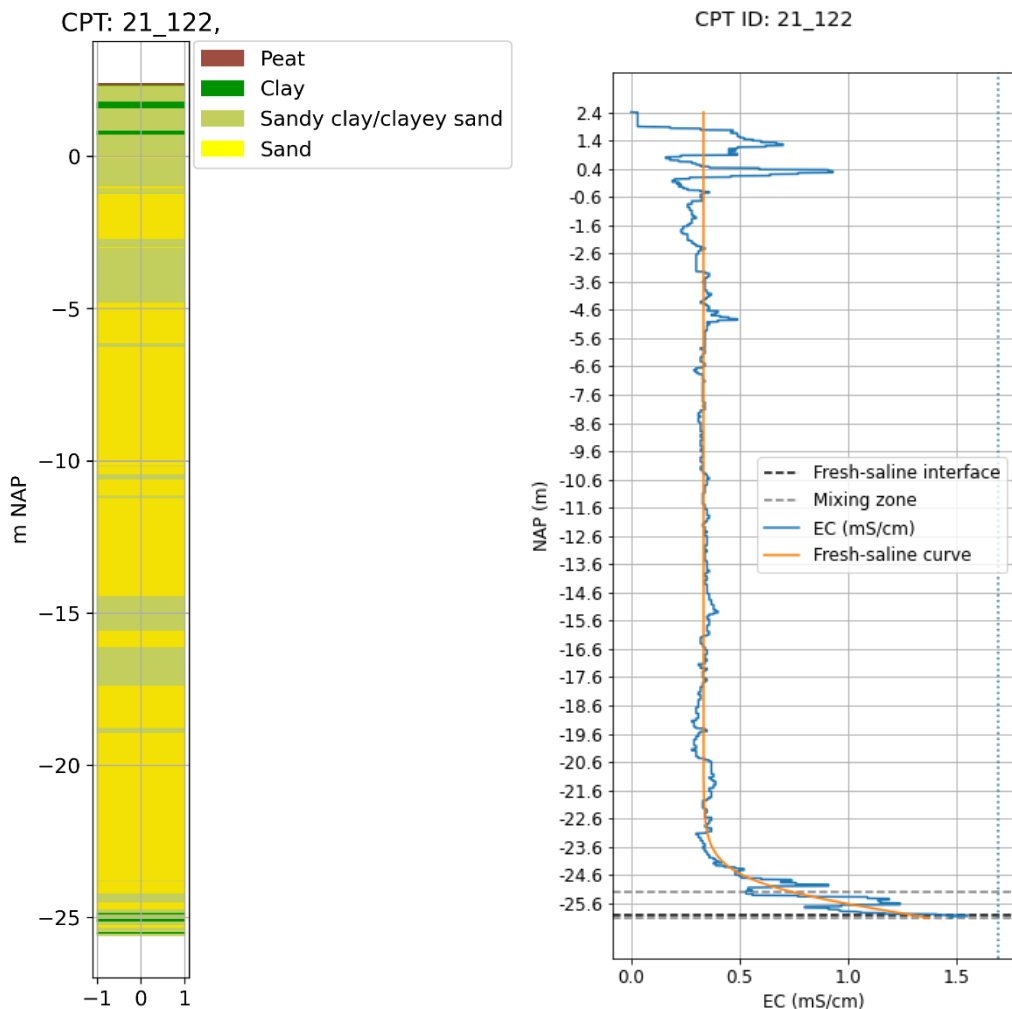 CPT: 21_122,
Peat
Clay
Sandy clay/clayey sand
Sand
0
−5
−10
−15
−20
−25
m NAP
−1 0 1
CPT ID: 21_122
2.4
1.4
0.4
-0.6
-1.6
-2.6
-3.6
-4.6
-5.6
-6.6
-7.6
-8.6
-9.6
-10.6
-11.6
-12.6
-13.6
-14.6
-15.6
-16.6
-17.6
-18.6
-19.6
-20.6
-21.6
-22.6
-23.6
-24.6
-25.6
NAP (m)
Fresh-saline interface
Mixing zone
EC (mS/cm)
Fresh-saline curve
0.0 0.5 1.0 1.5
EC (mS/cm)